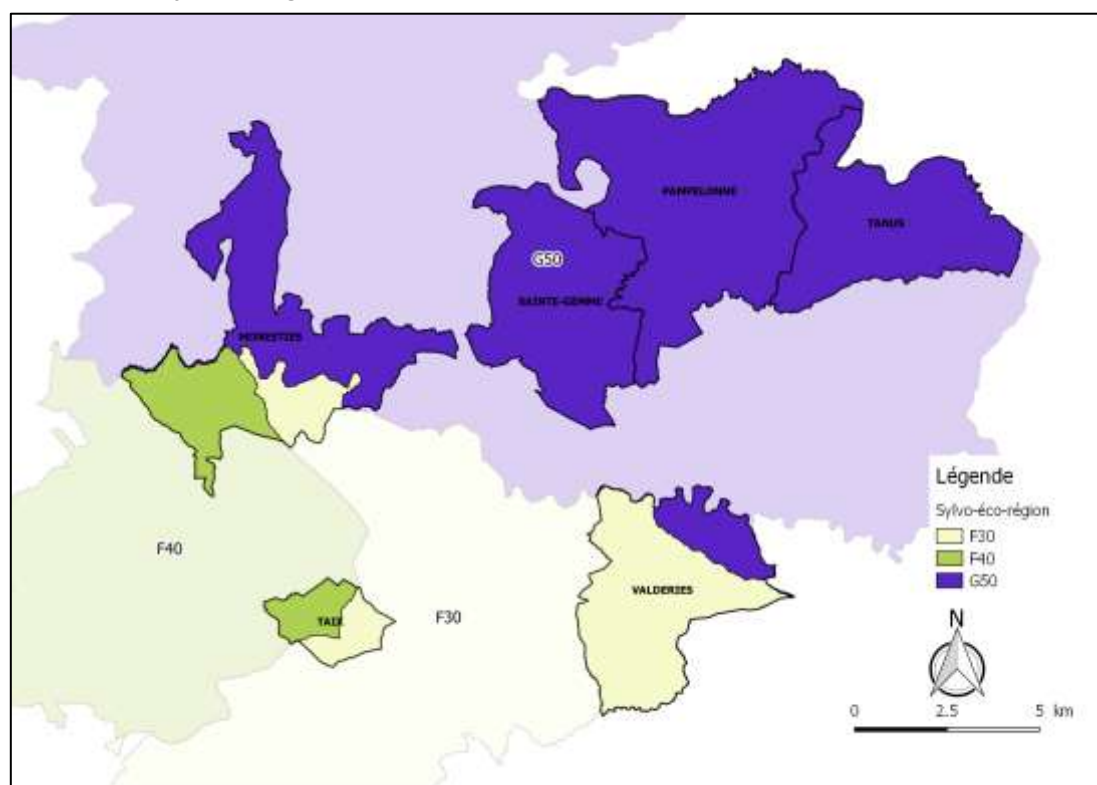 PAMPELONNE
TANUS
G50
SAINTE-GEMME
Légende
Sylvo-éco-région
F30
F40
G50
F40
VALDERIES
TAIX
F30
N
0 2.5 5 km